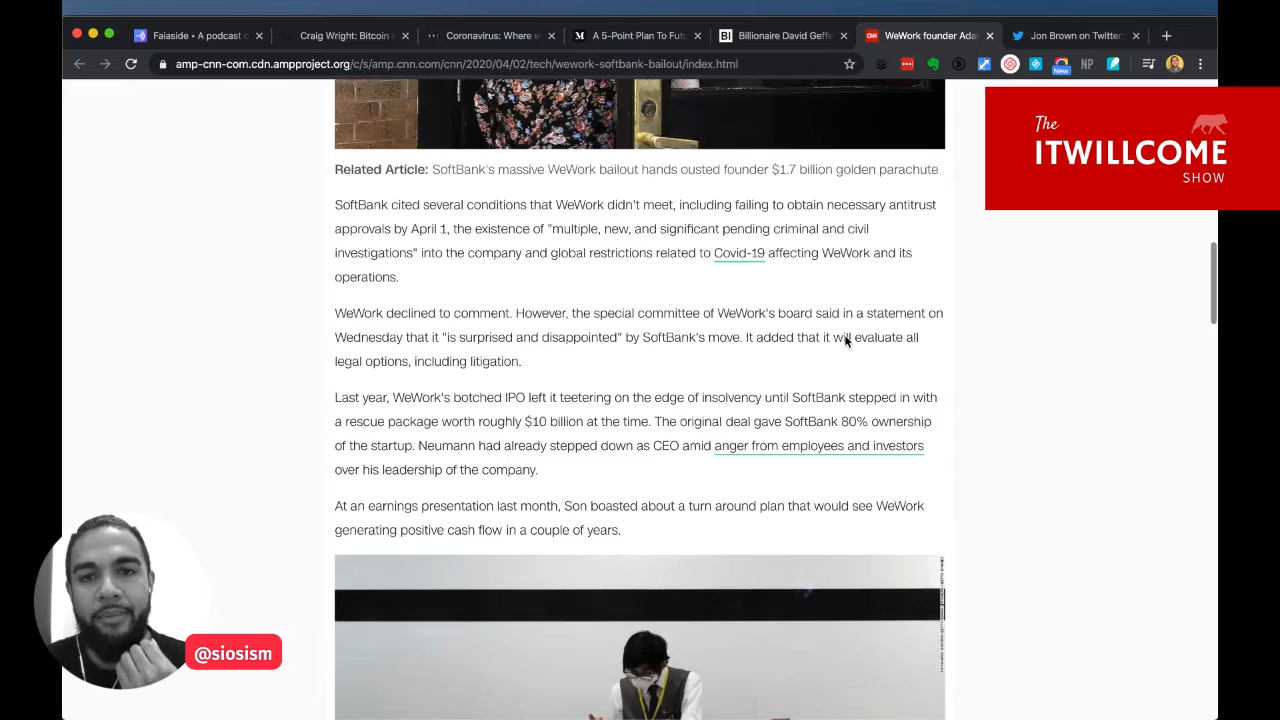 Faiaside • A podcast o
Craig Wright: Bitcoin
Coronavirus: Where w
A 5-Point Plan To Futu
Billionaire David Geffe
WeWork founder Adar
Jon Brown on Twitter:
amp-cnn-com.cdn.ampproject.org/c/s/amp.cnn.com/cnn/2020/04/02/tech/wework-softbank-bailout/index.html
New
NP
The
ITWILLCOME
SHOW
Related Article: SoftBank's massive WeWork bailout hands ousted founder $1.7 billion golden parachute
SoftBank cited several conditions that WeWork didn't meet, including failing to obtain necessary antitrust
approvals by April 1, the existence of "multiple, new, and significant pending criminal and civil
investigations" into the company and global restrictions related to Covid-19 affecting WeWork and its
operations.
WeWork declined to comment. However, the special committee of WeWork's board said in a statement on
Wednesday that it "is surprised and disappointed" by SoftBank's move. It added that it will evaluate all
legal options, including litigation.
Last year, WeWork's botched IPO left it teetering on the edge of insolvency until SoftBank stepped in with
a rescue package worth roughly $10 billion at the time. The original deal gave SoftBank 80% ownership
of the startup. Neumann had already stepped down as CEO amid anger from employees and investors
over his leadership of the company.
At an earnings presentation last month, Son boasted about a turn around plan that would see WeWork
generating positive cash flow in a couple of years.
@siosism